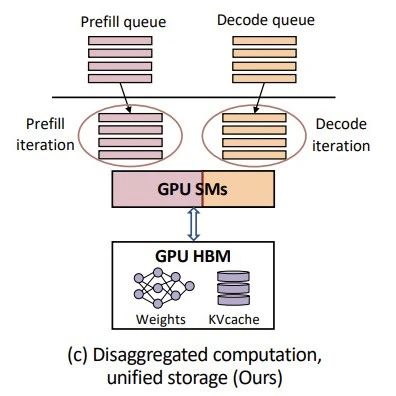 Prefill queue
Decode queue
Prefill
iteration
Decode
iteration
GPU SMs
GPU HBM
Weights
KVcache
(c) Disaggregated computation,
unified storage (Ours)